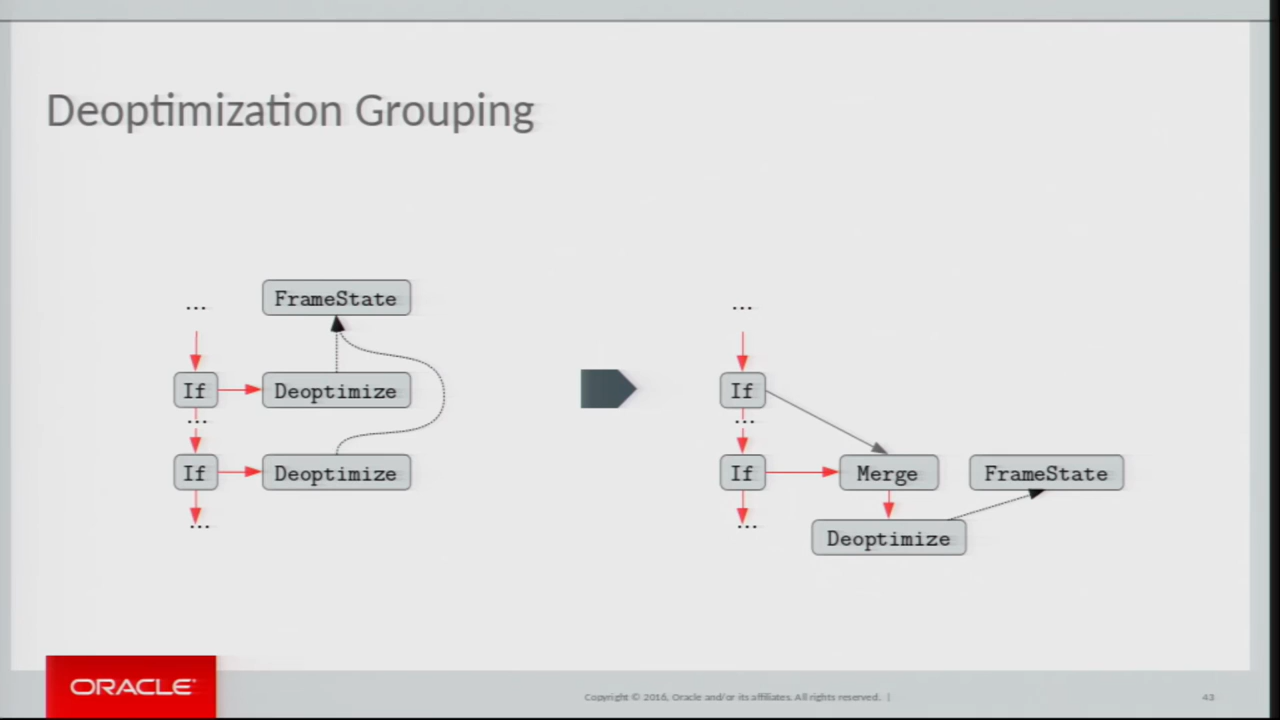 Deoptimization Grouping
...
FrameState
If
Deoptimize
...
If
Deoptimize
...
...
If
...
If
Merge
FrameState
...
Deoptimize
ORACLE®
Copyright © 2016, Oracle and/or its affiliates. All rights reserved. |
43